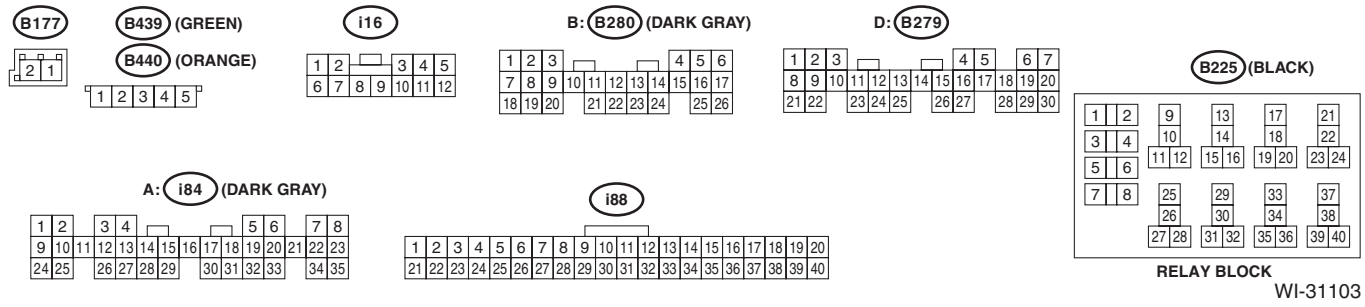 B177
B439 (GREEN)
B440 (ORANGE)
2 1
1 2 3 4 5
i16
1 2 3 4 5
6 7 8 9 10 11 12
B: B280 (DARK GRAY)
1 2 3 4 5 6
7 8 9 10 11 12 13 14 15 16 17
18 19 20 21 22 23 24 25 26
D: B279
1 2 3 4 5 6 7
8 9 10 11 12 13 14 15 16 17 18 19 20
21 22 23 24 25 26 27 28 29 30
B225 (BLACK)
1 2 9 13 17 21
3 4 10 14 18 22
5 6 11 12 15 16 19 20 23 24
7 8 25 29 33 37
26 30 34 38
27 28 31 32 35 36 39 40
RELAY BLOCK
A: i84 (DARK GRAY)
1 2 3 4 5 6 7 8
9 10 11 12 13 14 15 16 17 18 19 20 21 22 23
24 25 26 27 28 29 30 31 32 33 34 35
i88
1 2 3 4 5 6 7 8 9 10 11 12 13 14 15 16 17 18 19 20
21 22 23 24 25 26 27 28 29 30 31 32 33 34 35 36 37 38 39 40
WI-31103